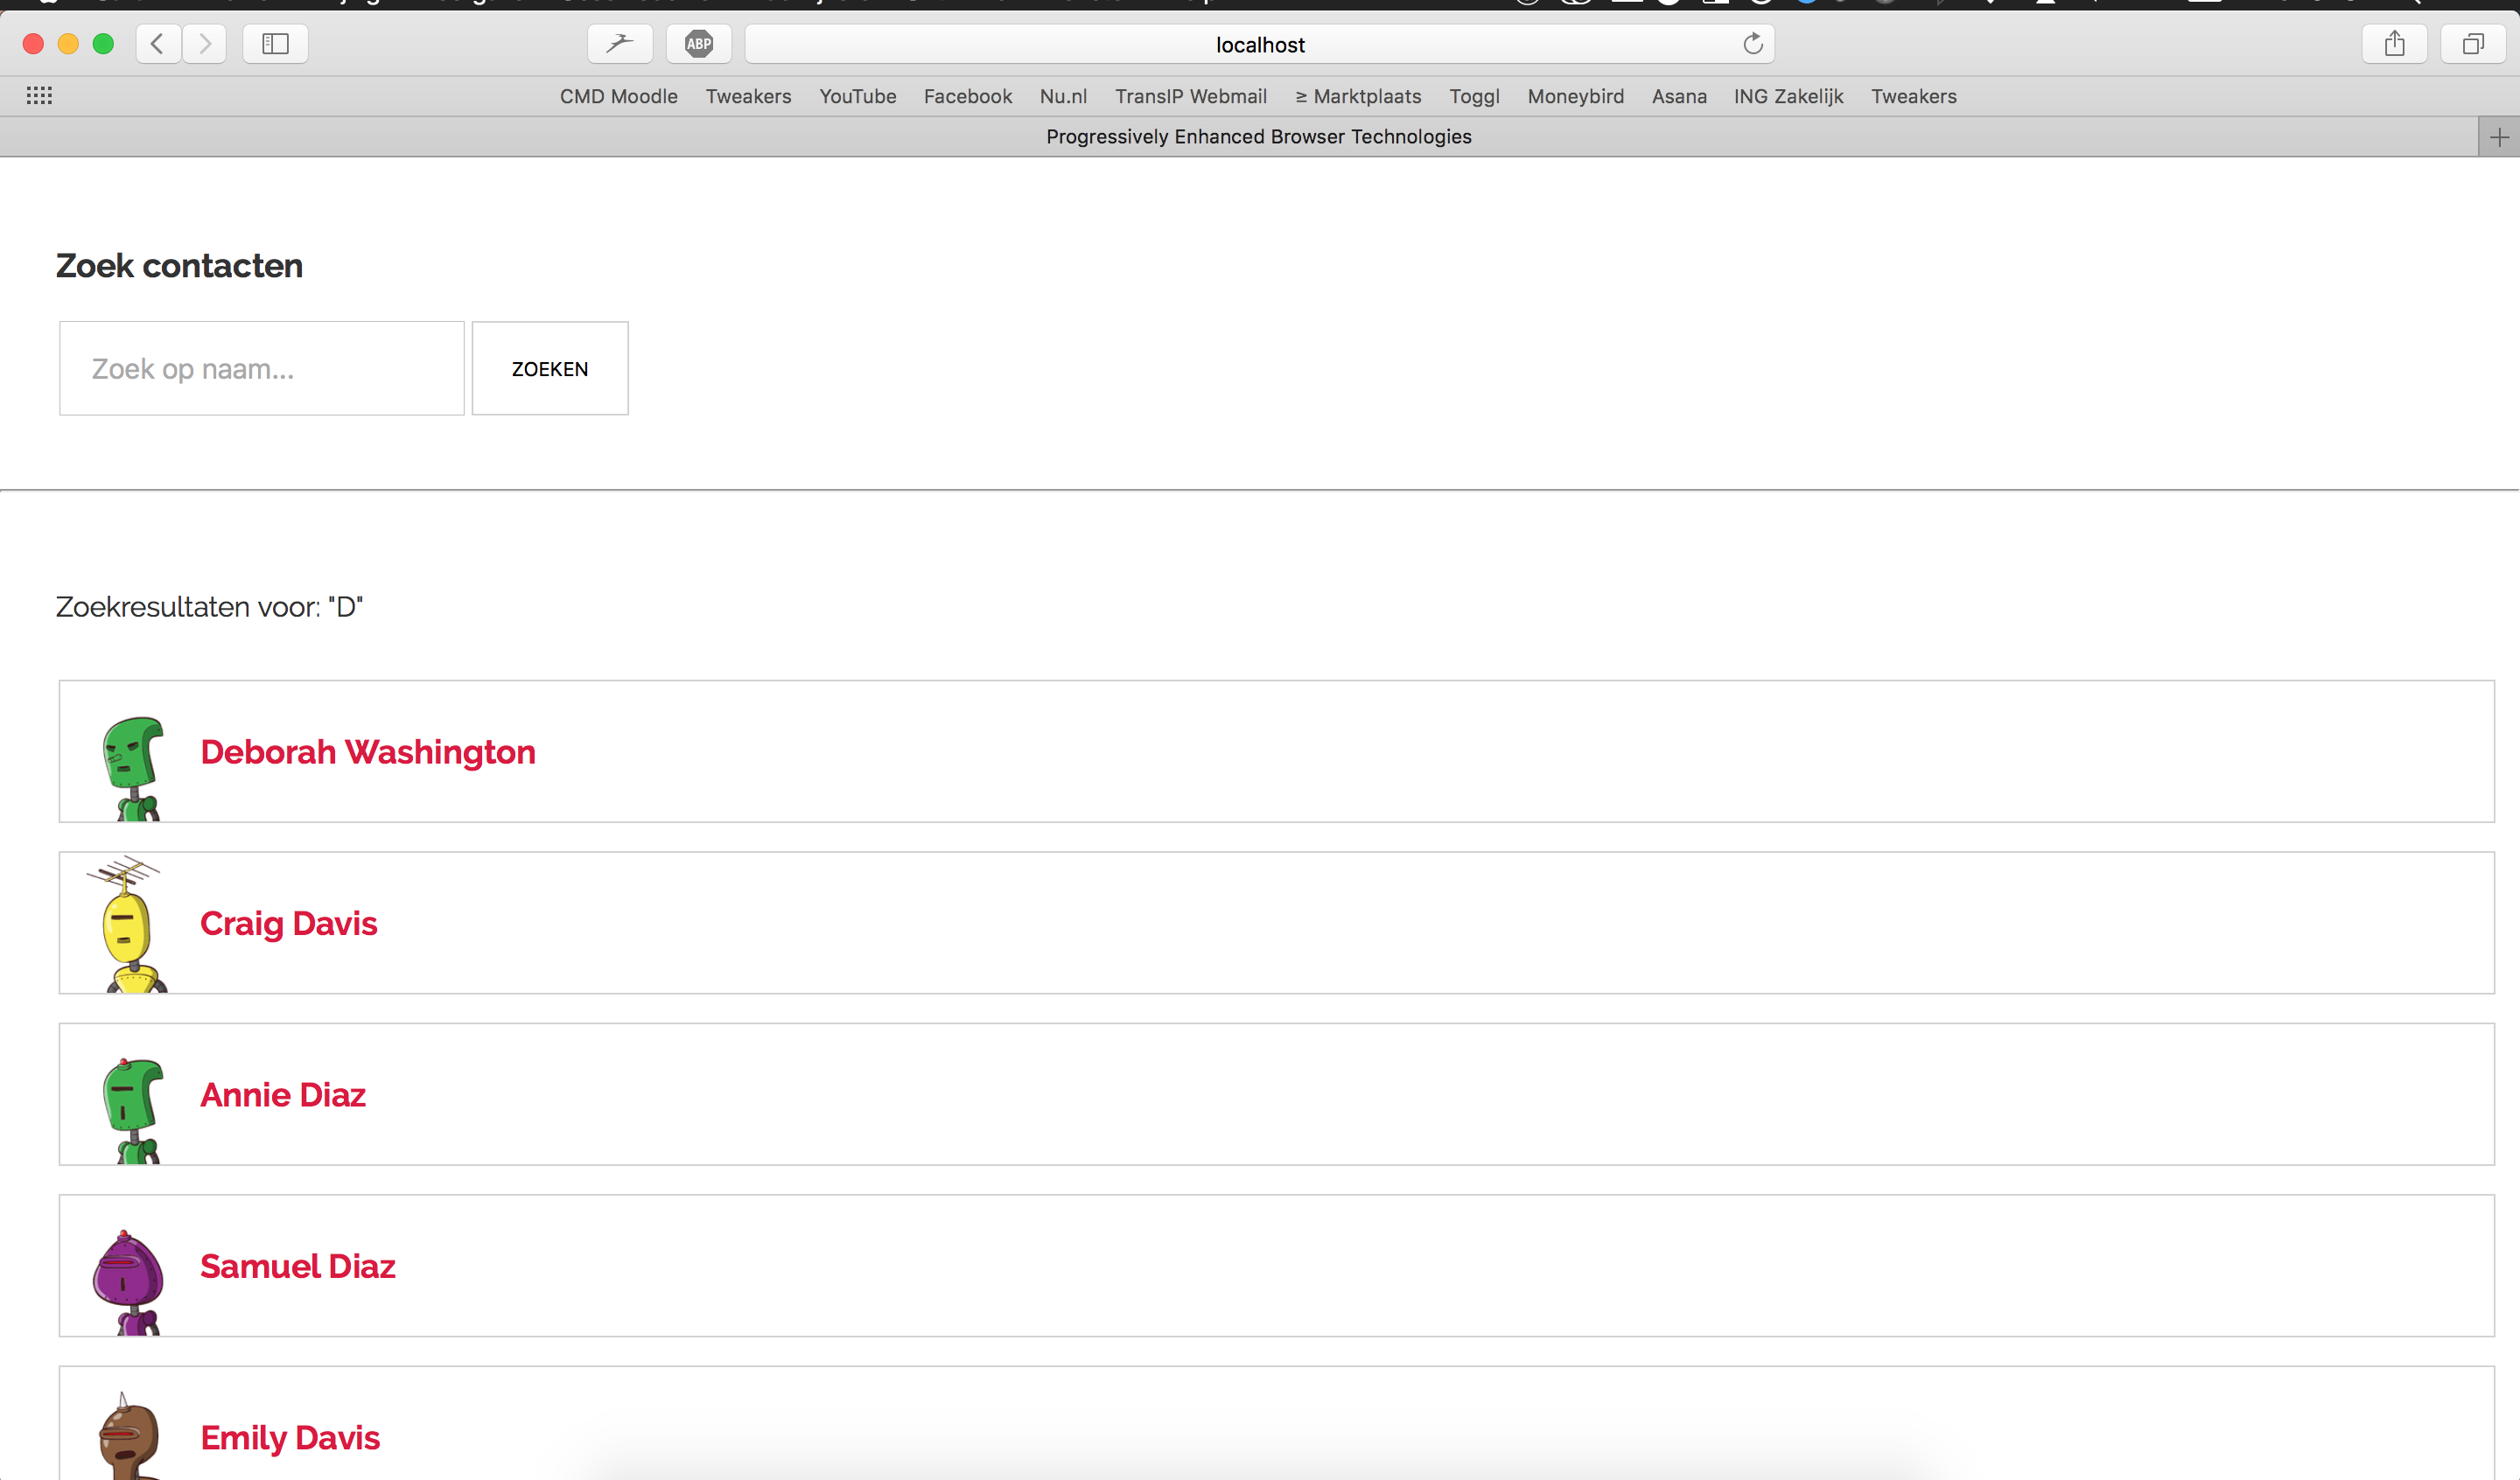 ABP
localhost
CMD Moodle Tweakers YouTube Facebook Nu.nl TransIP Webmail ≥ Marktplaats Toggl Moneybird Asana ING Zakelijk Tweakers
Progressively Enhanced Browser Technologies
Zoek contacten
Zoek op naam...
ZOEKEN
Zoekresultaten voor: "D"
Deborah Washington
Craig Davis
Annie Diaz
Samuel Diaz
Emily Davis